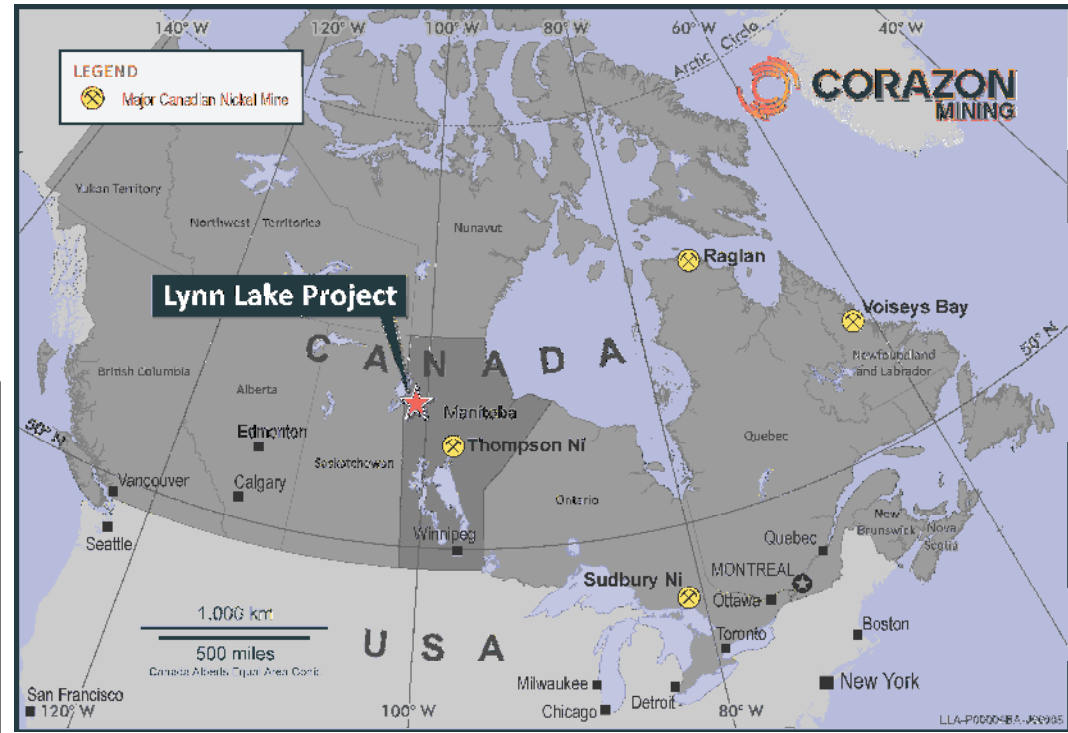 140° W
120° W
100° W
80° W
60° W
40° W
Arctic Circle
LEGEND
Major Canadian Nickel Mine
CORAZON
MINING
Yukon Territory
Northwest Territories
Nunavut
Raglan
Lynn Lake Project
Voiseys Bay
50° N
CANADA
Newfoundland
and Labrador
British Columbia
Alberta
Manitoba
50° N
Edmonton
Saskatchewan
Thompson Ni
Quebec
Vancouver
Calgary
Ontario
Seattle
Winnipeg
New
Brunswick
Nova
Scotia
Quebec
MONTREAL
Sudbury Ni
Ottawa
1,000 km
500 miles
Canada Albers Equal Area Conic
USA
Toronto
Boston
Milwaukee
Detroit
New York
San Francisco
Chicago
120° W
100° W
80° W